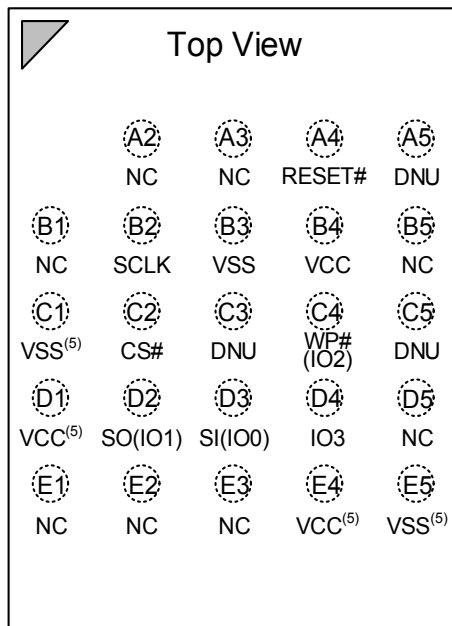 Top View
A2 A3 A4 A5
NC NC RESET# DNU
B1 B2 B3 B4 B5
NC SCLK VSS VCC NC
C1 C2 C3 C4 C5
VSS(5) CS# DNU WP# DNU
(IO2)
D1 D2 D3 D4 D5
VCC(5) SO(IO1) SI(IO0) IO3 NC
E1 E2 E3 E4 E5
NC NC NC VCC(5) VSS(5)